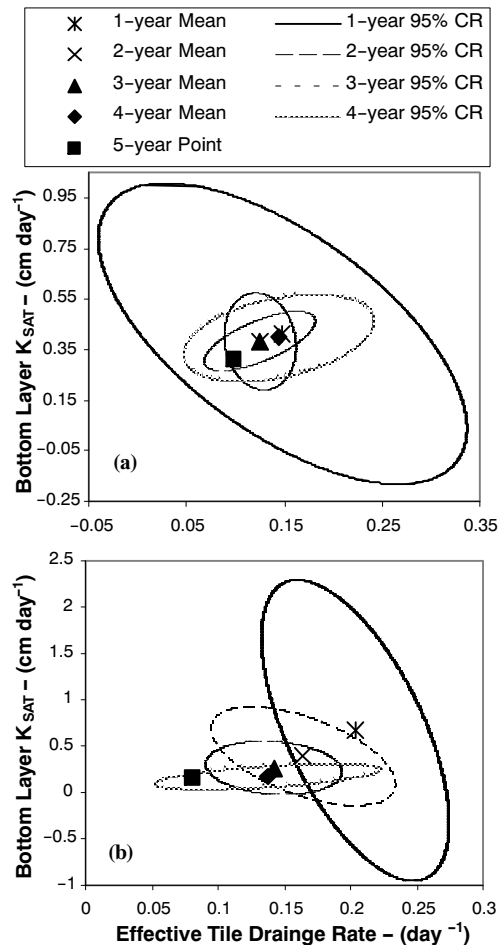 1-year Mean 1-year 95% CR
2-year Mean 2-year 95% CR
3-year Mean 3-year 95% CR
4-year Mean 4-year 95% CR
5-year Point
Bottom Layer KSAT – (cm day−1)
0.95
0.75
0.55
0.35
0.15
−0.05
−0.25
(a)
−0.05 0.05 0.15 0.25 0.35
Bottom Layer KSAT – (cm day−1)
2.5
2
1.5
1
0.5
0
−0.5
−1
(b)
0 0.05 0.1 0.15 0.2 0.25 0.3
Effective Tile Drainge Rate – (day −1)